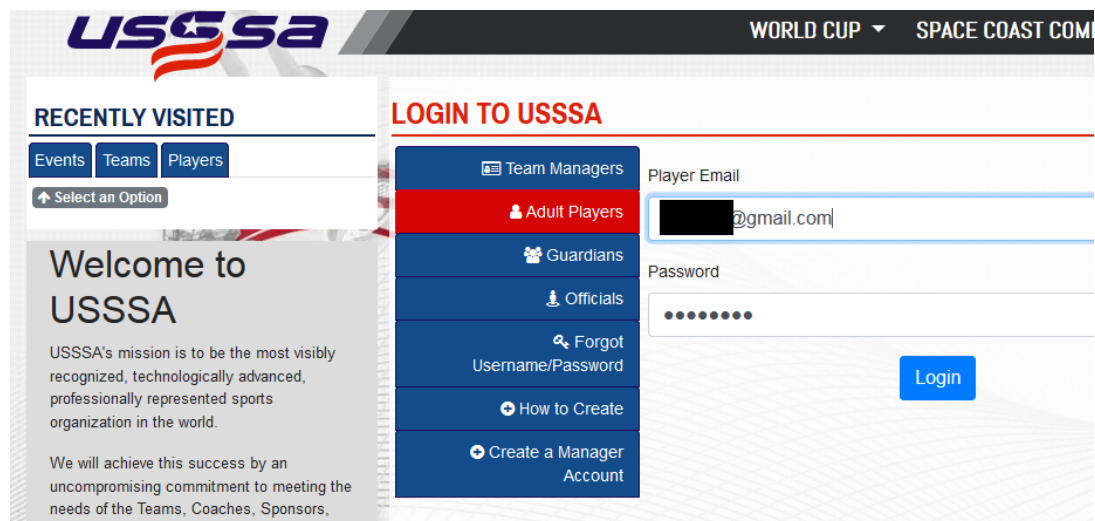 usssa
WORLD CUP
SPACE COAST COM
RECENTLY VISITED
Events
Teams
Players
Select an Option
Welcome to
USSSA
USSSA's mission is to be the most visibly
recognized, technologically advanced,
professionally represented sports
organization in the world.
We will achieve this success by an
uncompromising commitment to meeting the
needs of the Teams, Coaches, Sponsors,
LOGIN TO USSSA
Team Managers
Adult Players
Guardians
Officials
Forgot
Username/Password
How to Create
Create a Manager
Account
Player Email
@gmail.com
Password
Login